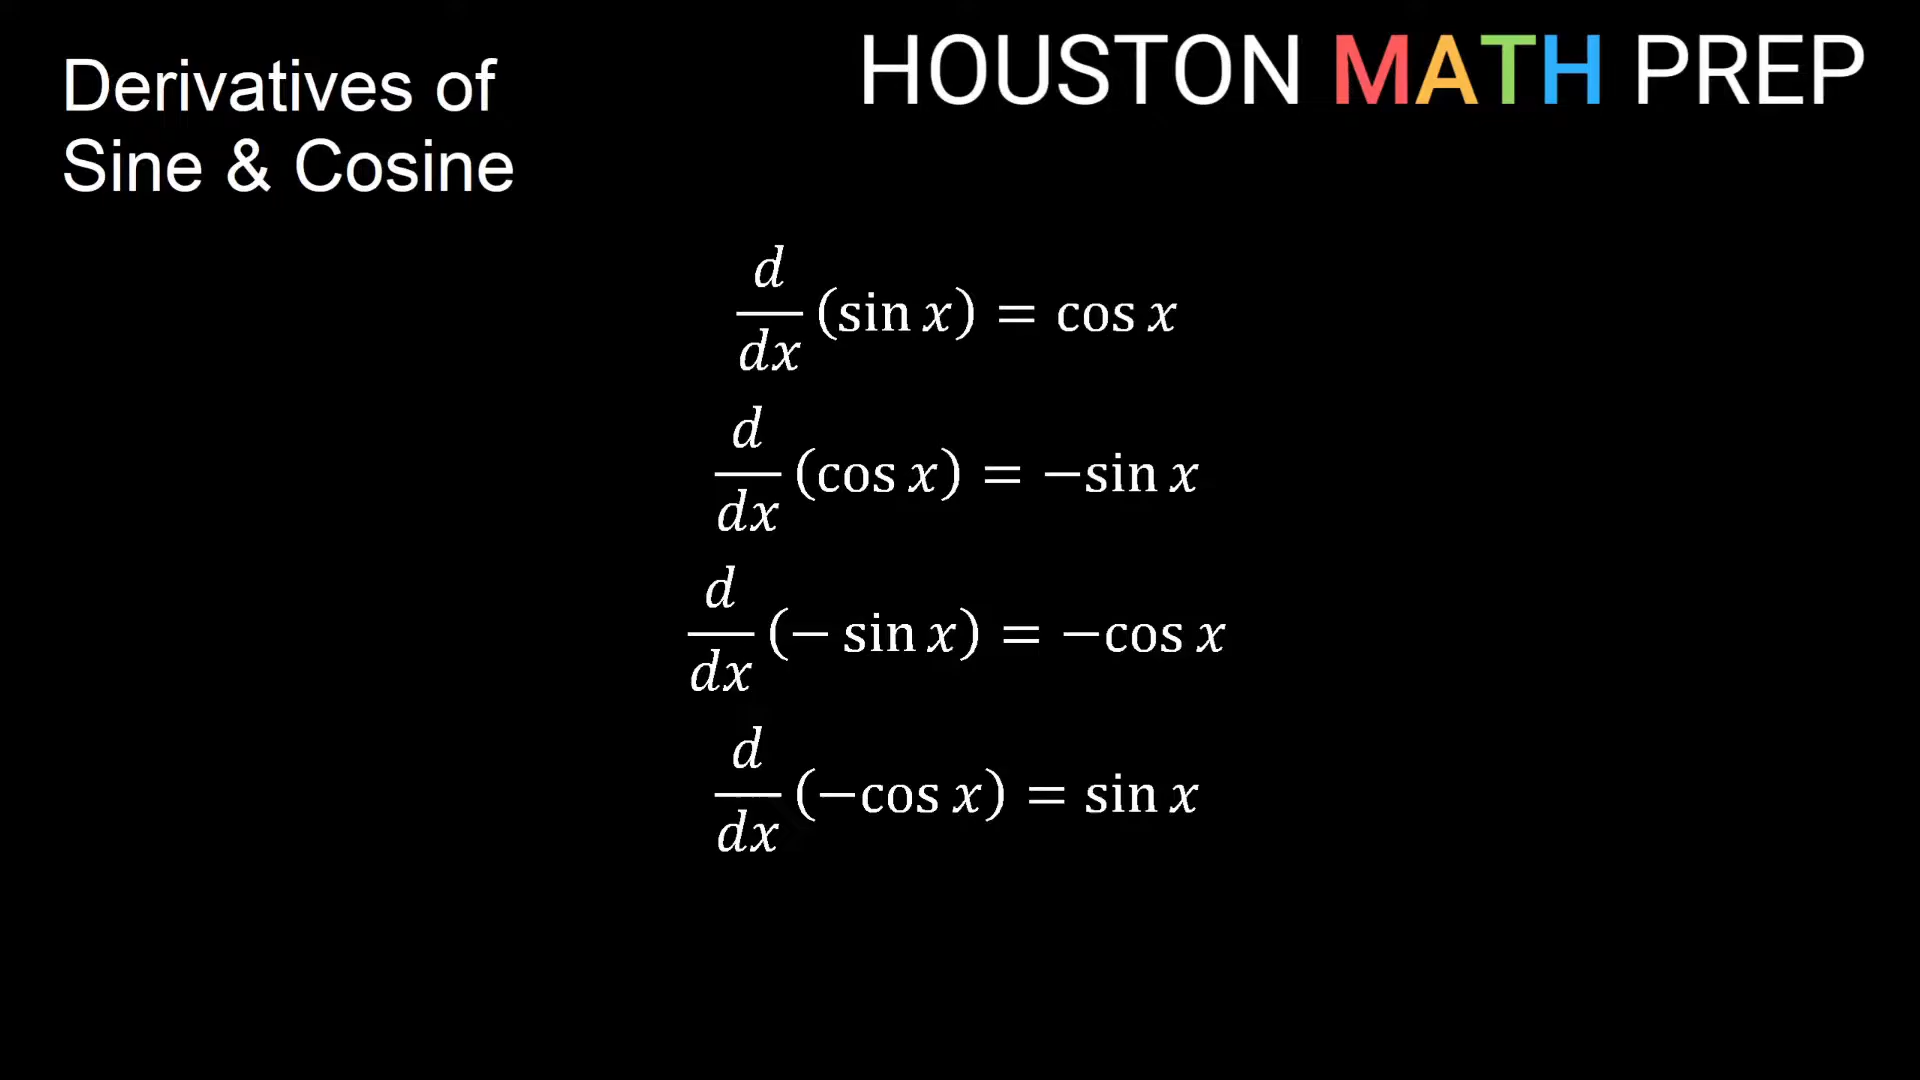 Derivatives of
Sine & Cosine
HOUSTON MATH PREP
d/dx (sin x) = cos x
d/dx (cos x) = −sin x
d/dx (− sin x) = −cos x
d/dx (−cos x) = sin x